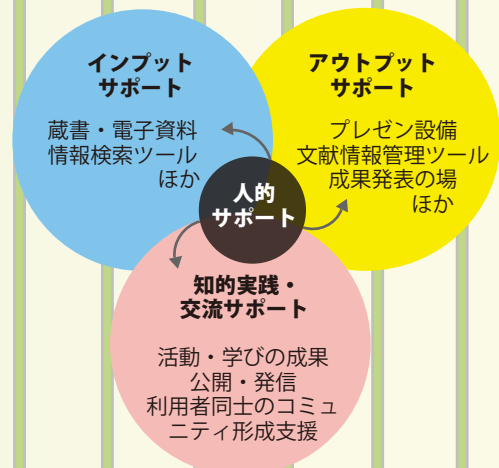 インプット
サポート
蔵書・電子資料
情報検索ツール
ほか
アウトプット
サポート
プレゼン設備
文献情報管理ツール
成果発表の場
ほか
人的
サポート
知的実践・
交流サポート
活動・学びの成果
公開・発信
利用者同士のコミュ
ニティ形成支援